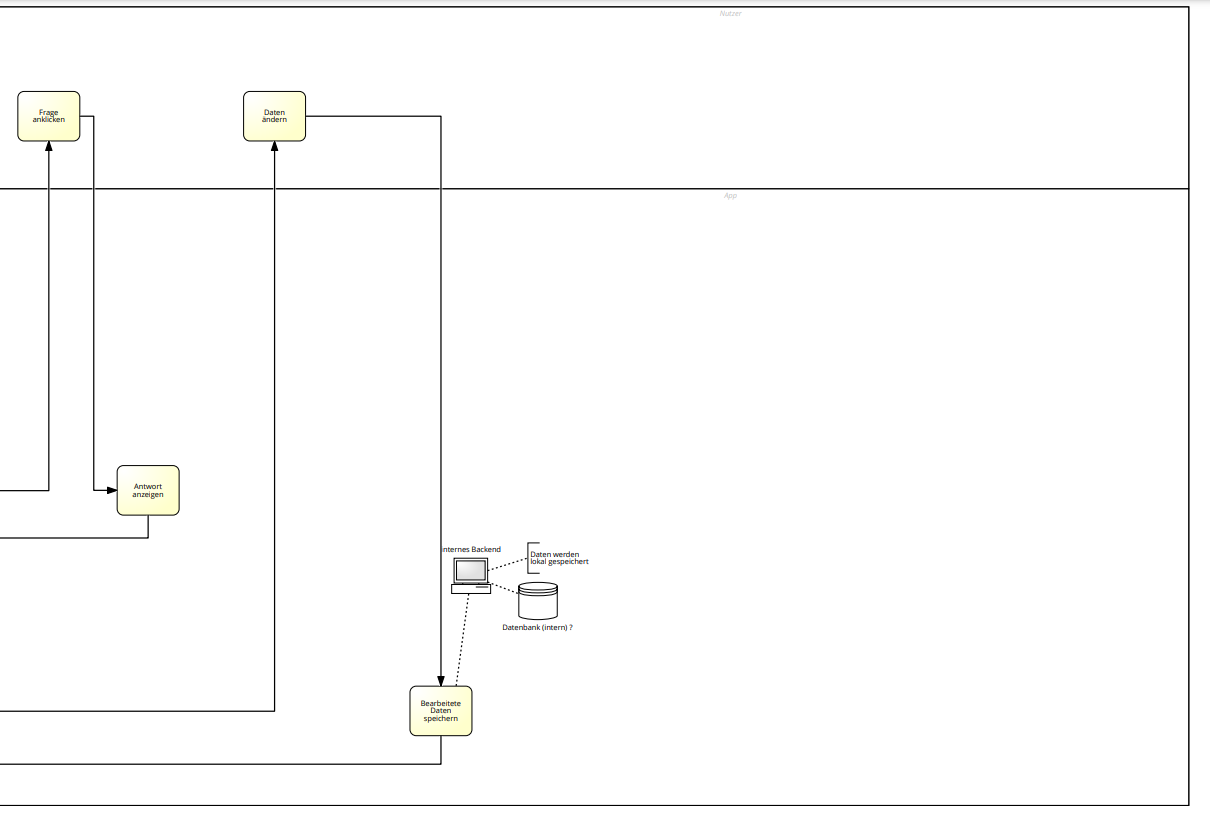 Nutzer
Frage
anklicken
Daten
ändern
App
Antwort
anzeigen
internes Backend
Daten werden
lokal gespeichert
Datenbank (intern) ?
Bearbeitete
Daten
speichern